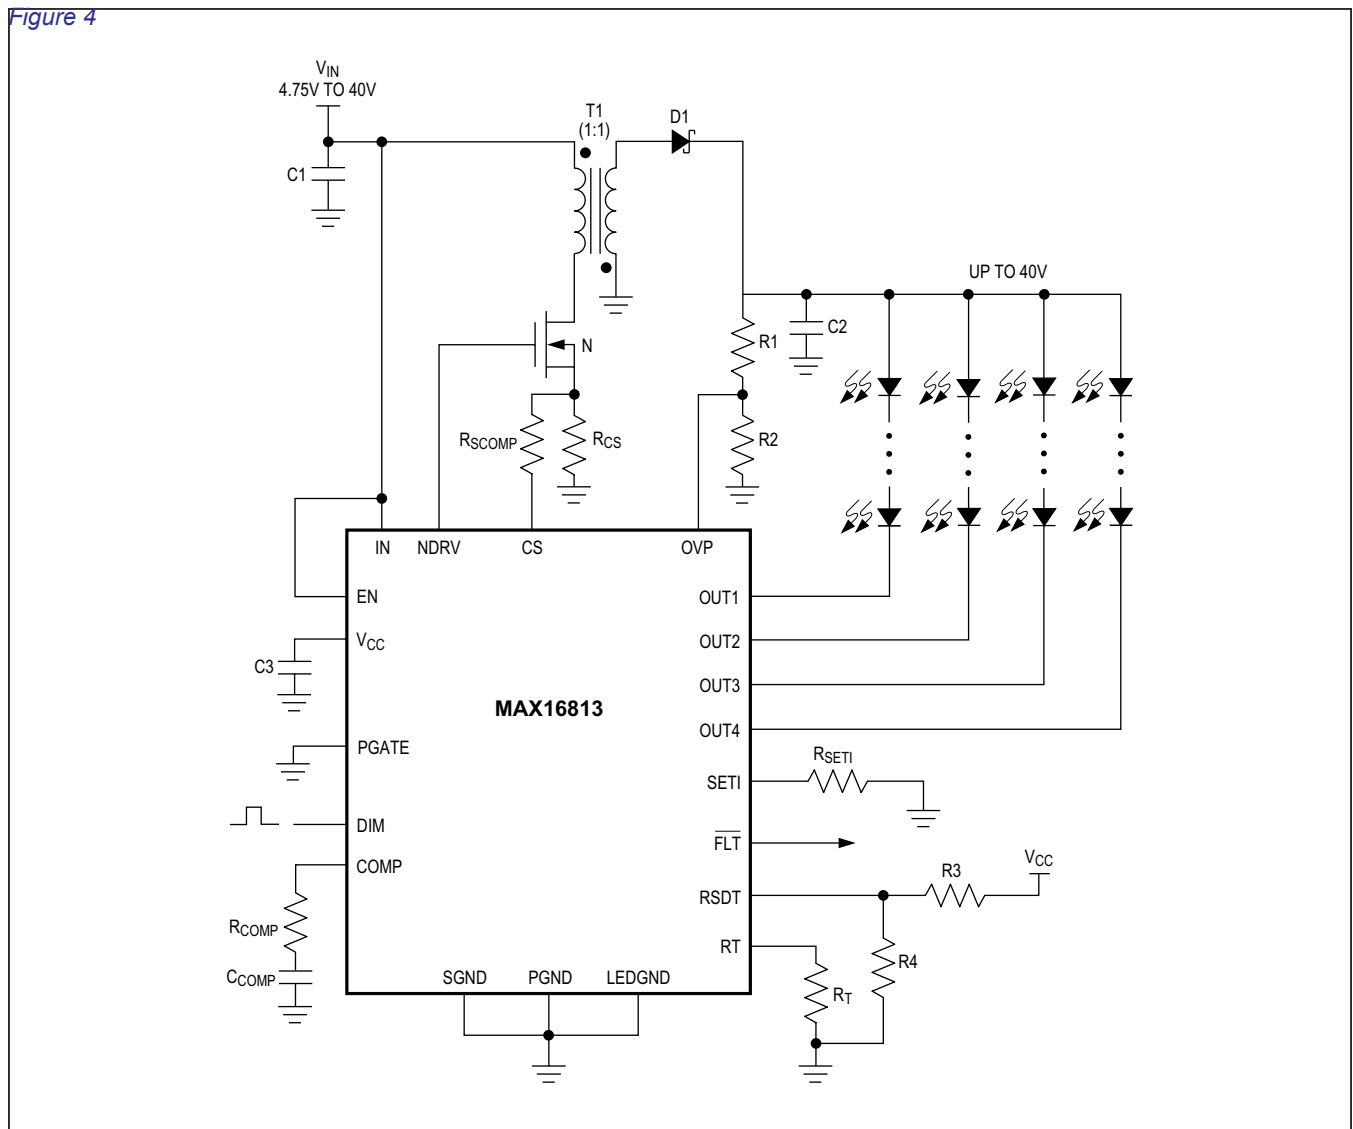 Figure 4
VIN
4.75V TO 40V
T1
(1:1)
D1
C1
UP TO 40V
C2
R1
N
RSCOMP
RCS
R2
IN
NDRV
CS
OVP
EN
OUT1
VCC
OUT2
C3
OUT3
MAX16813
OUT4
PGATE
RSETI
SETI
DIM
FLT
COMP
VCC
R3
RSDT
RCOMP
RT
R4
CCOMP
SGND
PGND
LEDGND
RT